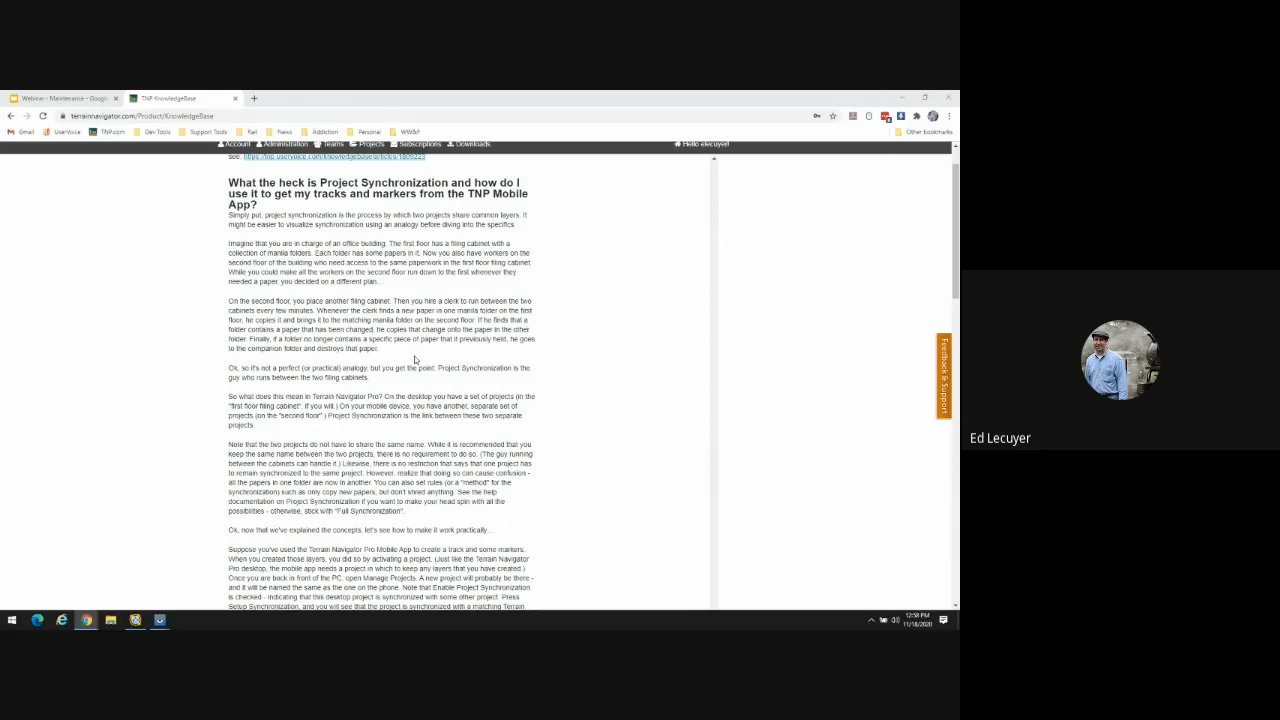 Webinar - Maintenance - Google
TNP KnowledgeBase
terrainnavigator.com/Product/KnowledgeBase
Gmail
UserVoice
TNP.com
Dev Tools
Support Tools
Rail
News
Addiction
Personal
WW&F
Other bookmarks
Account Administration Teams Projects Subscriptions Downloads
Hello elecuyer!
see: https://tnp.uservoice.com/knowledgebase/articles/1809223
What the heck is Project Synchronization and how do I
use it to get my tracks and markers from the TNP Mobile
App?
Simply put, project synchronization is the process by which two projects share common layers. It
might be easier to visualize synchronization using an analogy before diving into the specifics.
Imagine that you are in charge of an office building. The first floor has a filing cabinet with a
collection of manila folders. Each folder has some papers in it. Now you also have workers on the
second floor of the building who need access to the same paperwork in the first floor filing cabinet.
While you could make all the workers on the second floor run down to the first whenever they
needed a paper, you decided on a different plan...
On the second floor, you place another filing cabinet. Then you hire a clerk to run between the two
cabinets every few minutes. Whenever the clerk finds a new paper in one manila folder on the first
floor, he copies it and brings it to the matching manila folder on the second floor. If he finds that a
folder contains a paper that has been changed, he copies that change onto the paper in the other
folder. Finally, if a folder no longer contains a specific piece of paper that it previously held, he goes
to the companion folder and destroys that paper.
Ok, so it's not a perfect (or practical) analogy, but you get the point: Project Synchronization is the
guy who runs between the two filing cabinets.
So what does this mean in Terrain Navigator Pro? On the desktop you have a set of projects (in the
"first floor filing cabinet", if you will.) On your mobile device, you have another, separate set of
projects (on the "second floor".) Project Synchronization is the link between these two separate
projects.
Note that the two projects do not have to share the same name. While it is recommended that you
keep the same name between the two projects, there is no requirement to do so. (The guy running
between the cabinets can handle it.) Likewise, there is no restriction that says that one project has
to remain synchronized to the same project. However, realize that doing so can cause confusion -
all the papers in one folder are now in another. You can also set rules (or a "method" for the
synchronization) such as only copy new papers, but don't shred anything. See the help
documentation on Project Synchronization if you want to make your head spin with all the
possibilities - otherwise, stick with "Full Synchronization".
Ok, now that we've explained the concepts, let's see how to make it work practically...
Suppose you've used the Terrain Navigator Pro Mobile App to create a track and some markers.
When you created those layers, you did so by activating a project. (Just like the Terrain Navigator
Pro desktop, the mobile app needs a project in which to keep any layers that you have created.)
Once you are back in front of the PC, open Manage Projects. A new project will probably be there -
and it will be named the same as the one on the phone. Note that Enable Project Synchronization
is checked - indicating that this desktop project is synchronized with some other project. Press
Setup Synchronization, and you will see that the project is synchronized with a matching Terrain
Feedback & Support
Ed Lecuyer
12:58 PM
11/18/2020